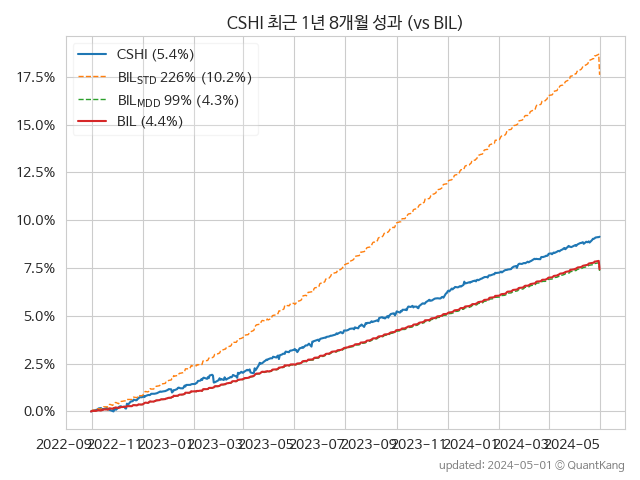 CSHI 최근 1년 8개월 성과 (vs BIL)
CSHI (5.4%)
BIL_STD 226% (10.2%)
BIL_MDD 99% (4.3%)
BIL (4.4%)
17.5%
15.0%
12.5%
10.0%
7.5%
5.0%
2.5%
0.0%
2022-09 2022-11 2023-01 2023-03 2023-05 2023-07 2023-09 2023-11 2024-01 2024-03 2024-05
updated: 2024-05-01 © QuantKang